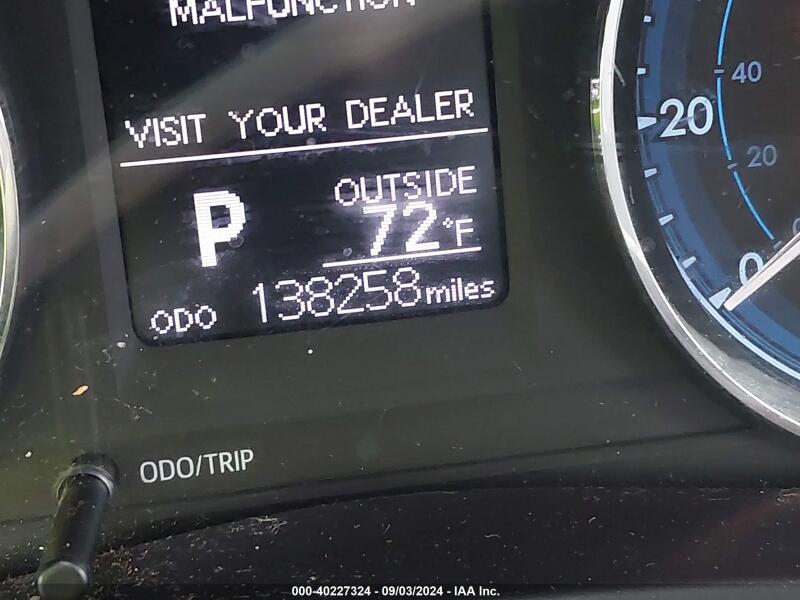 MALFUNCTION
VISIT YOUR DEALER
P
OUTSIDE
72°F
ODO 138258 miles
ODO/TRIP
40
20
20
0
000-40227324 - 09/03/2024 - IAA Inc.